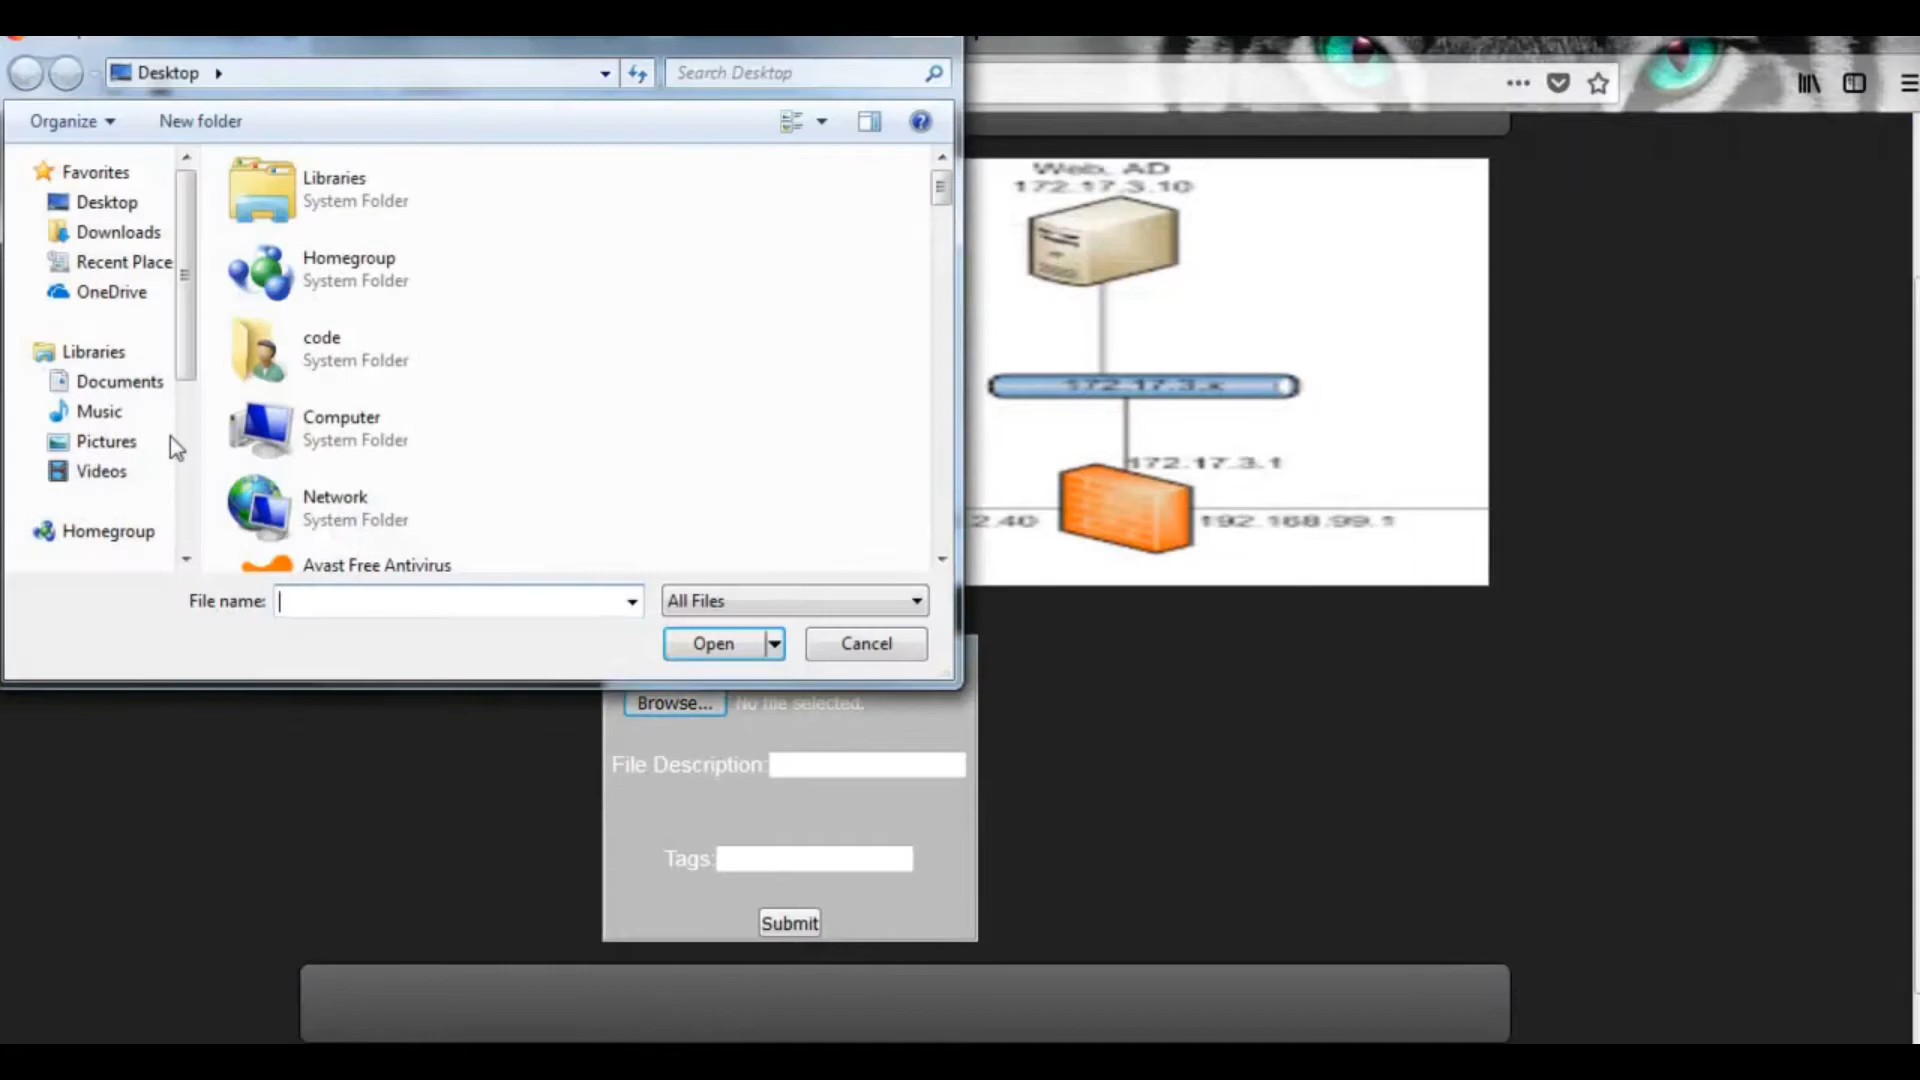 Desktop
Search Desktop
Organize
New folder
Favorites
Desktop
Downloads
Recent Place
OneDrive
Libraries
Documents
Music
Pictures
Videos
Homegroup
Libraries
System Folder
Homegroup
System Folder
code
System Folder
Computer
System Folder
Network
System Folder
Avast Free Antivirus
File name:
All Files
Open
Cancel
Web, AD
172.17.3.10
172.17.3.x
172.17.3.1
2.40
192.168.99.1
Browse...
No file selected.
File Description:
Tags:
Submit